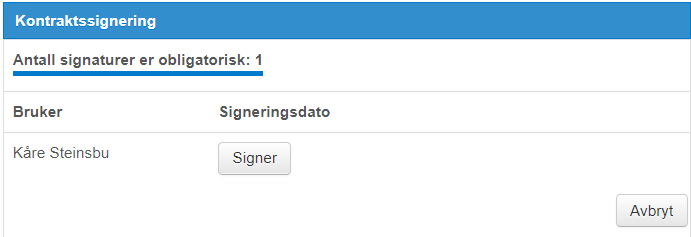 Kontraktssignering
Antall signaturer er obligatorisk: 1
Bruker Signeringsdato
Kåre Steinsbu Signer
Avbryt